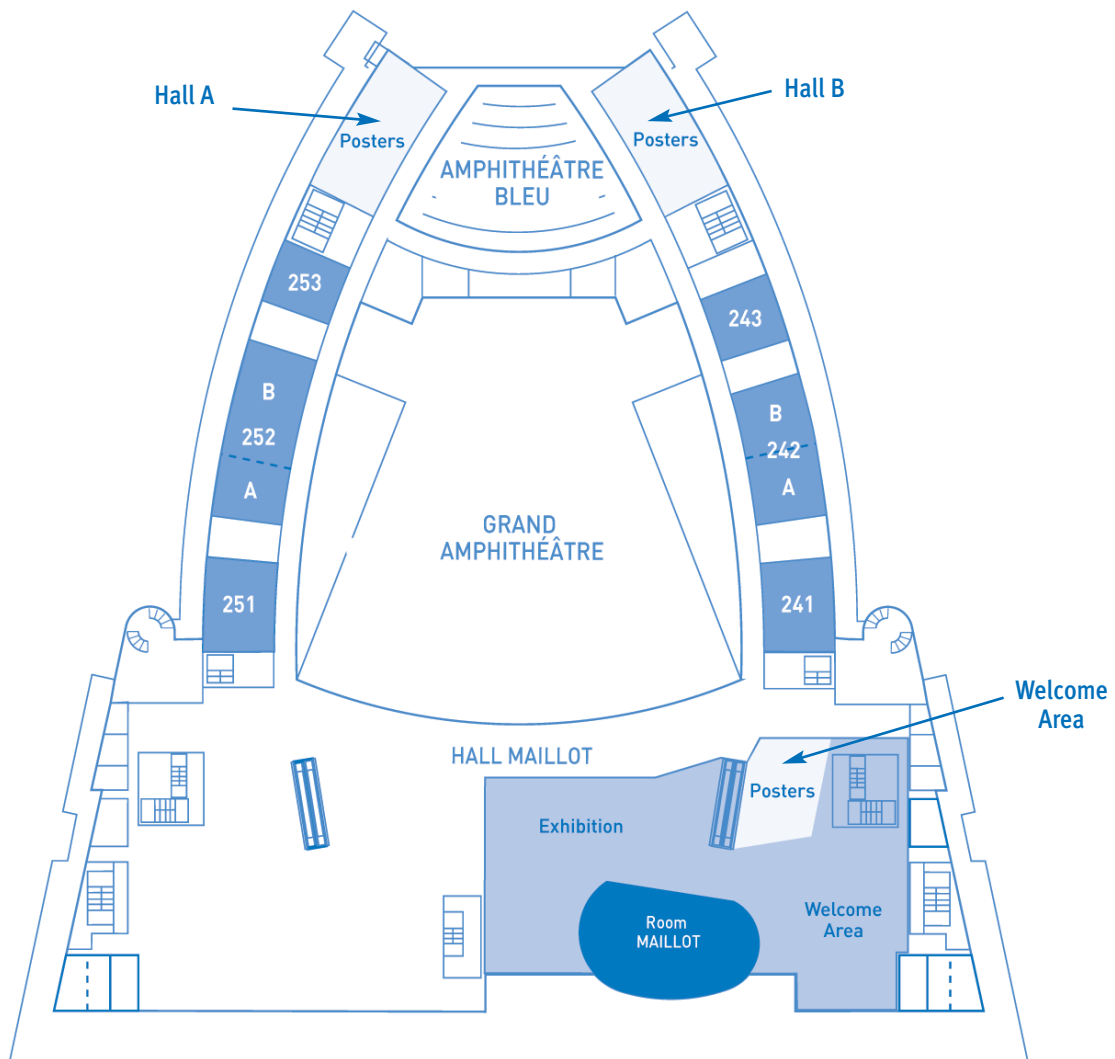 Hall A
Hall B
Posters
Posters
AMPHITHÉÂTRE
BLEU
253
243
B
252
A
B
242
A
GRAND
AMPHITHÉÂTRE
251
241
Welcome
Area
HALL MAILLOT
Posters
Exhibition
Welcome
Area
Room
MAILLOT